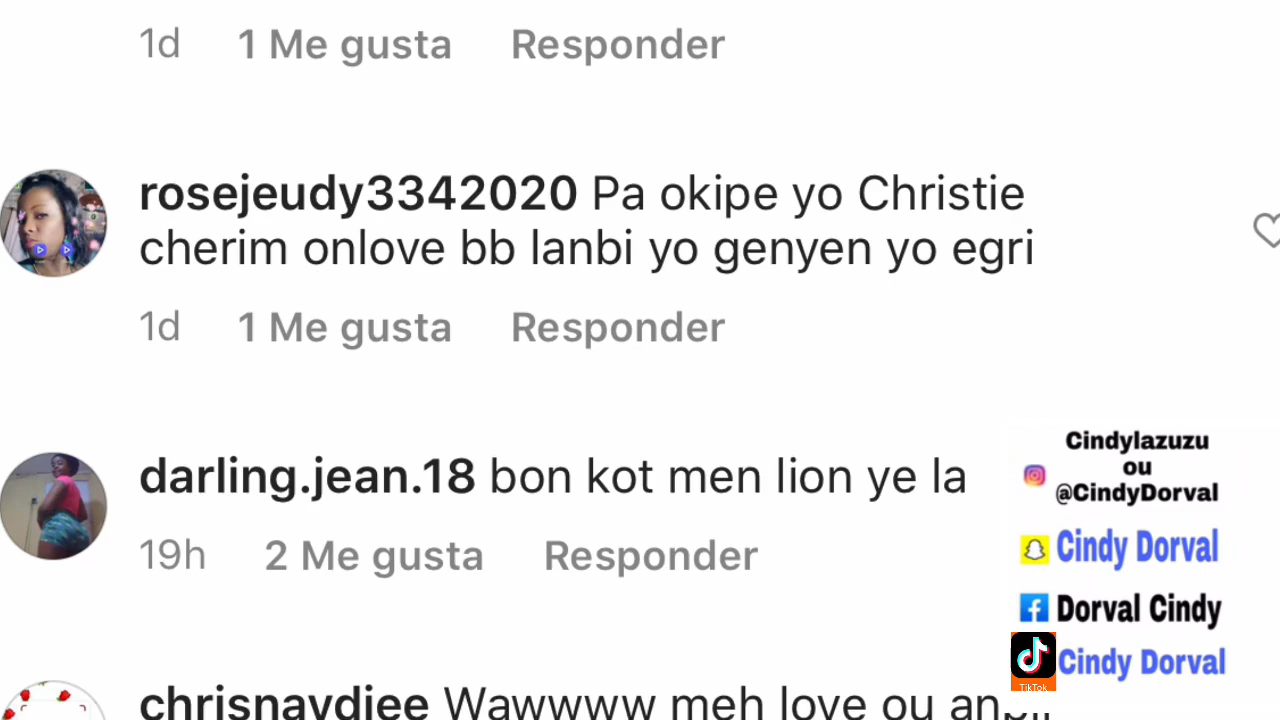 1d 1 Me gusta Responder
rosejeudy3342020 Pa okipe yo Christie
cherim onlove bb lanbi yo genyen yo egri
1d 1 Me gusta Responder
darling.jean.18 bon kot men lion ye la
19h 2 Me gusta Responder
chrisnaydiee Wawwww meh love ou
Cindylazuzu
ou
@CindyDorval
Cindy Dorval
Dorval Cindy
Cindy Dorval
TikTok